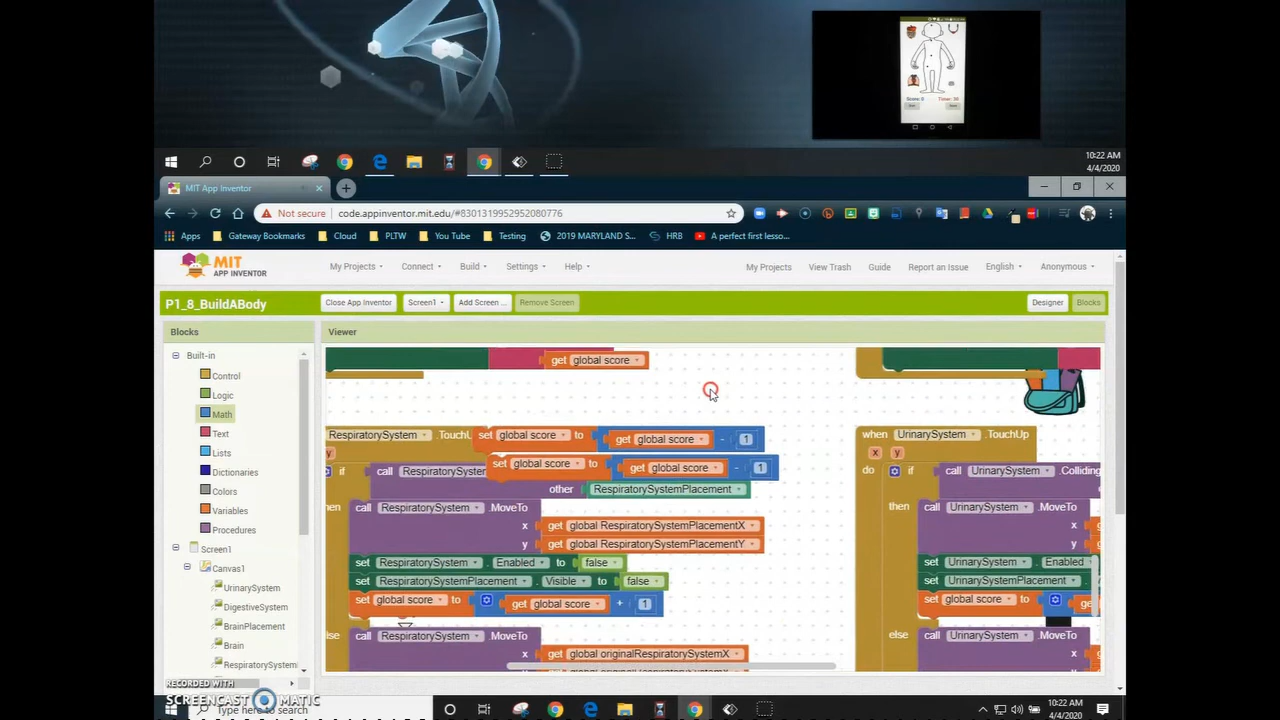 10:22 AM
4/4/2020
MIT App Inventor
Not secure code.appinventor.mit.edu/#8301319952952080776
Apps Gateway Bookmarks Cloud PLTW You Tube Testing 2019 MARYLAND S... HRB A perfect first lesso...
MIT
APP INVENTOR
My Projects Connect Build Settings Help My Projects View Trash Guide Report an Issue English Anonymous
P1_8_BuildABody Close App Inventor Screen1 Add Screen ... Remove Screen Designer Blocks
Blocks Viewer
Built-in
Control
Logic
Math
Text
Lists
Dictionaries
Colors
Variables
Procedures
Screen1
Canvas1
UrinarySystem
DigestiveSystem
BrainPlacement
Brain
RespiratorySystem
get global score
RespiratorySystem .TouchU
set global score to get global score - 1
set global score to get global score - 1
if call RespiratorySyster
other RespiratorySystemPlacement
hen call RespiratorySystem .MoveTo
x get global RespiratorySystemPlacementX
y get global RespiratorySystemPlacementY
set RespiratorySystem . Enabled to false
set RespiratorySystemPlacement . Visible to false
set global score to get global score + 1
lse call RespiratorySystem .MoveTo
x get global originalRespiratorySystemX
when UrinarySystem .TouchUp
x y
do if call UrinarySystem .Colliding
then call UrinarySystem .MoveTo
x
y
set UrinarySystem . Enabled
set UrinarySystemPlacement .
set global score to
else call UrinarySystem .MoveTo
x
RECORDED WITH
SCREENCAST MATIC
here to search
10:22 AM
4/4/2020